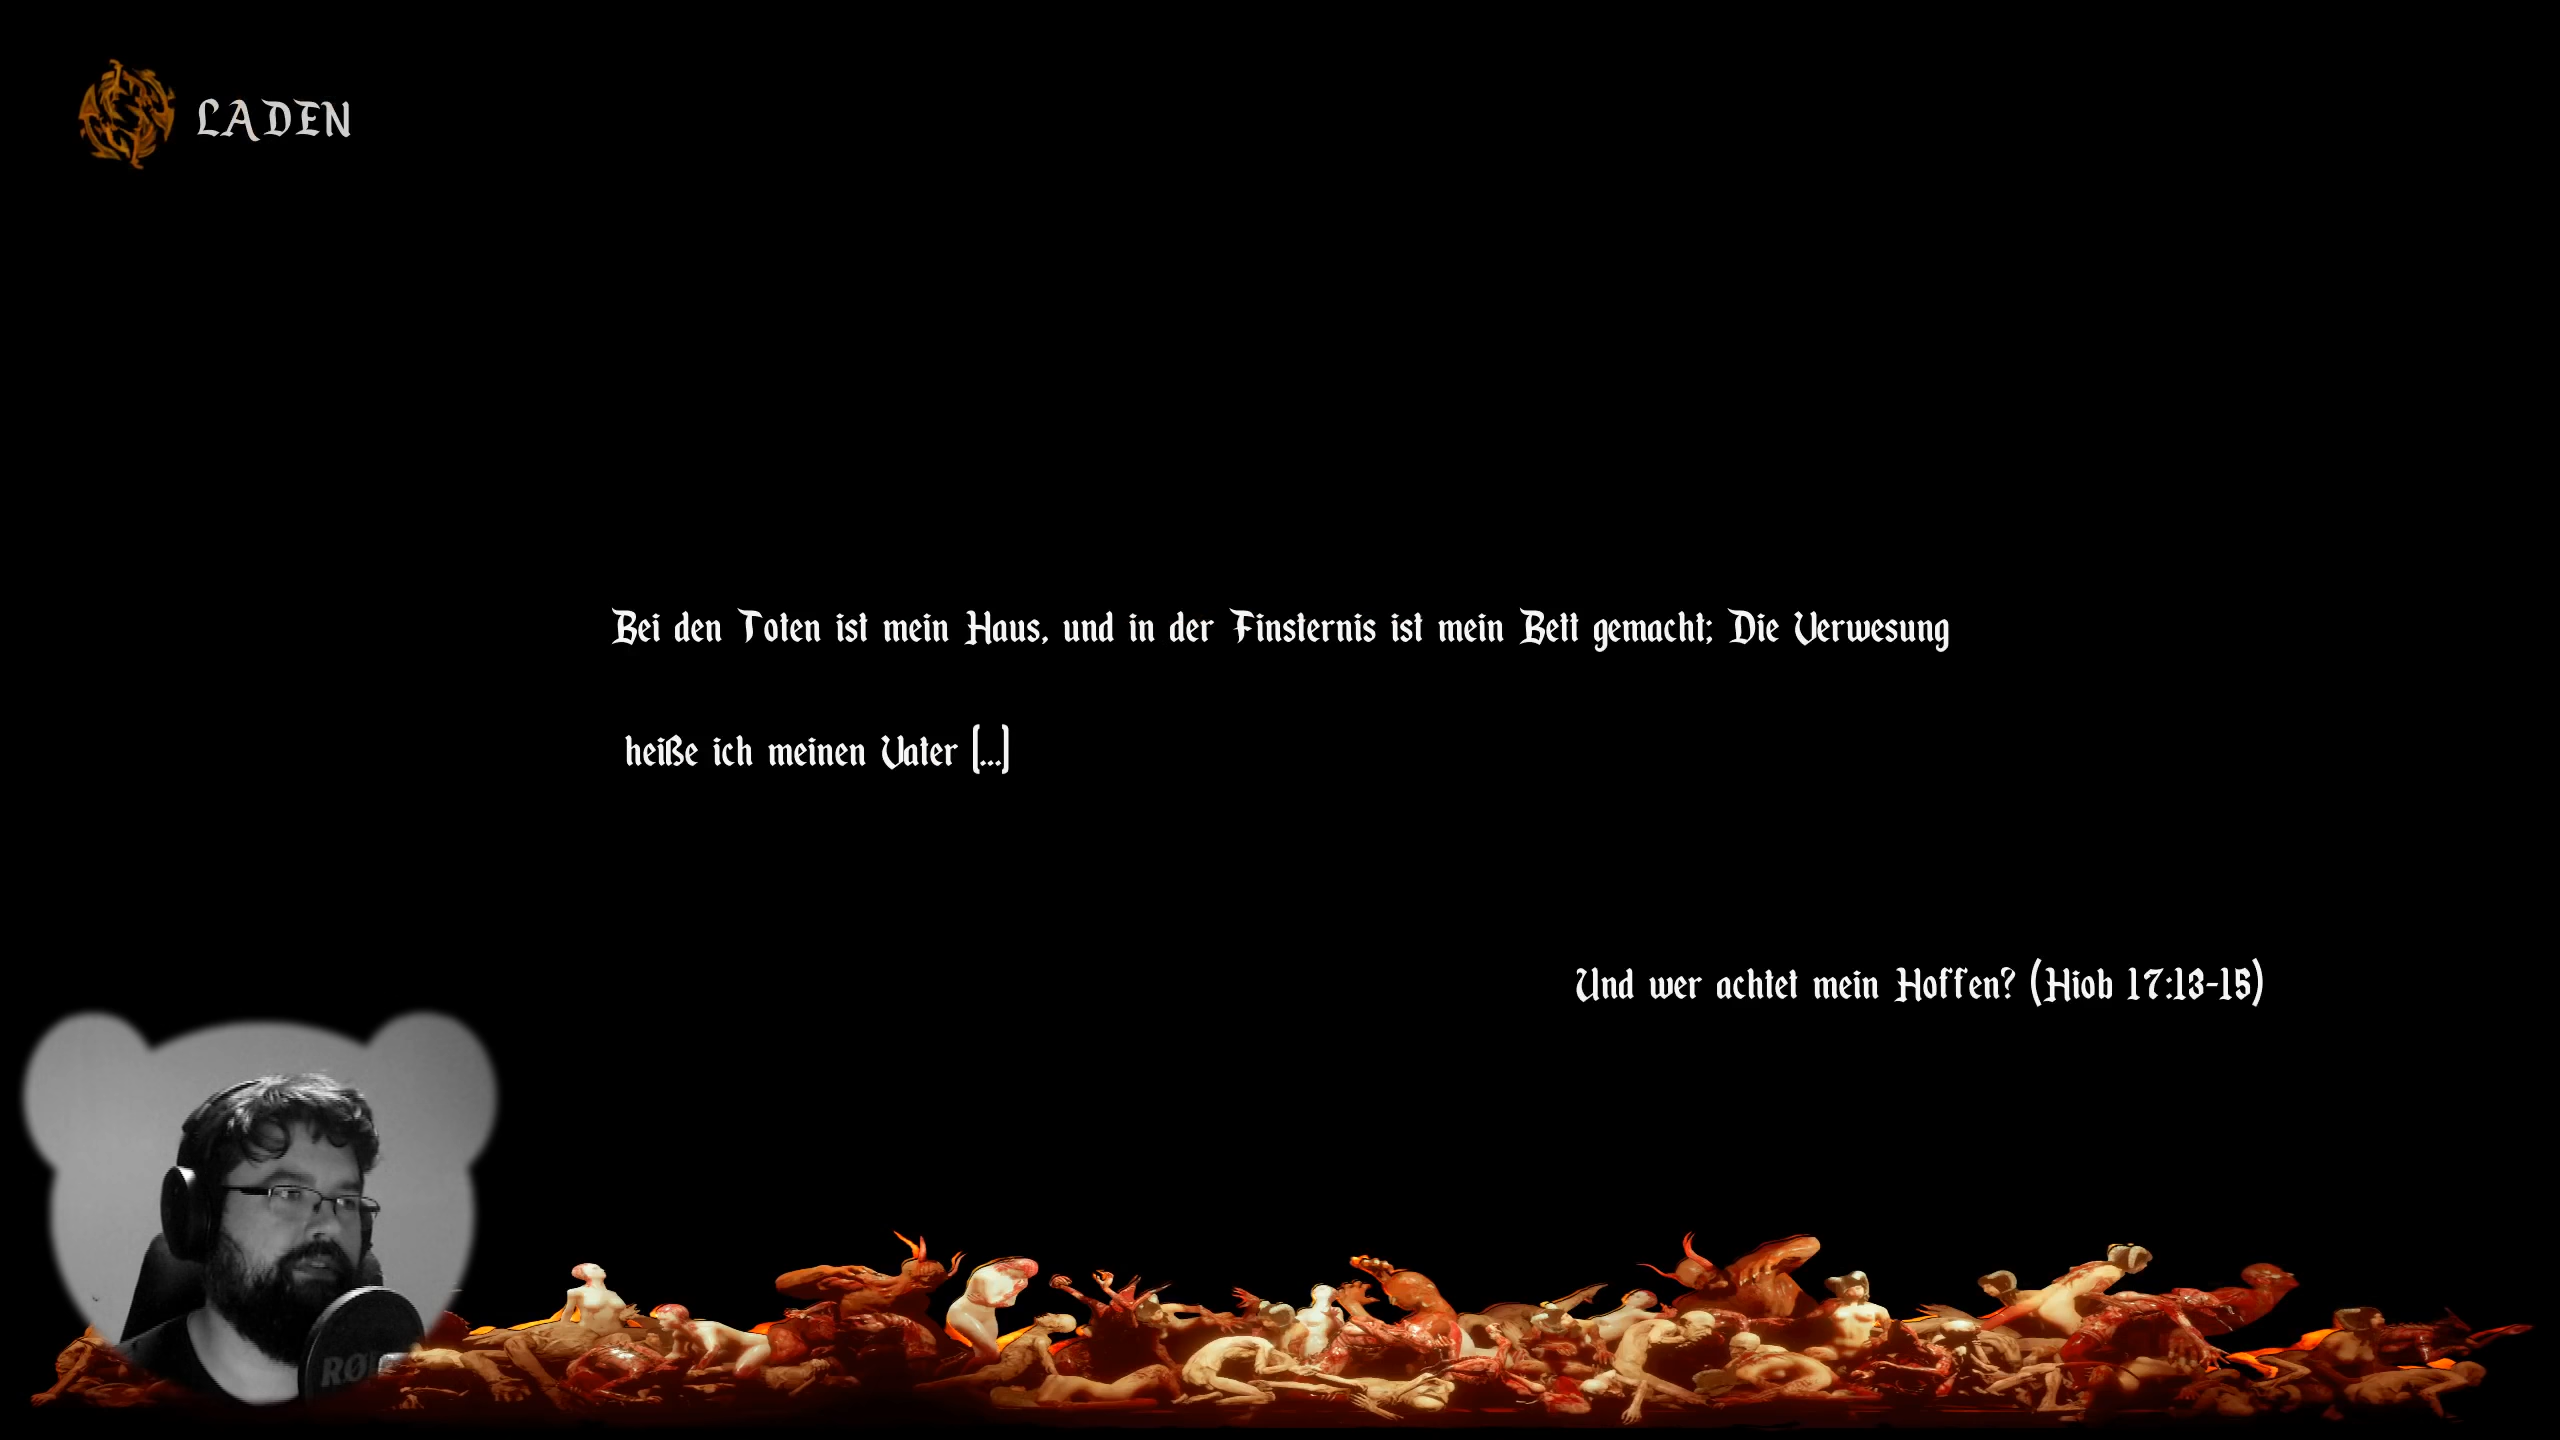 LADEN
Bei den Toten ist mein Haus, und in der Finsternis ist mein Bett gemacht; Die Verwesung
heiße ich meinen Vater [...]
Und wer achtet mein Hoffen? (Hiob 17:13-15)
RØ